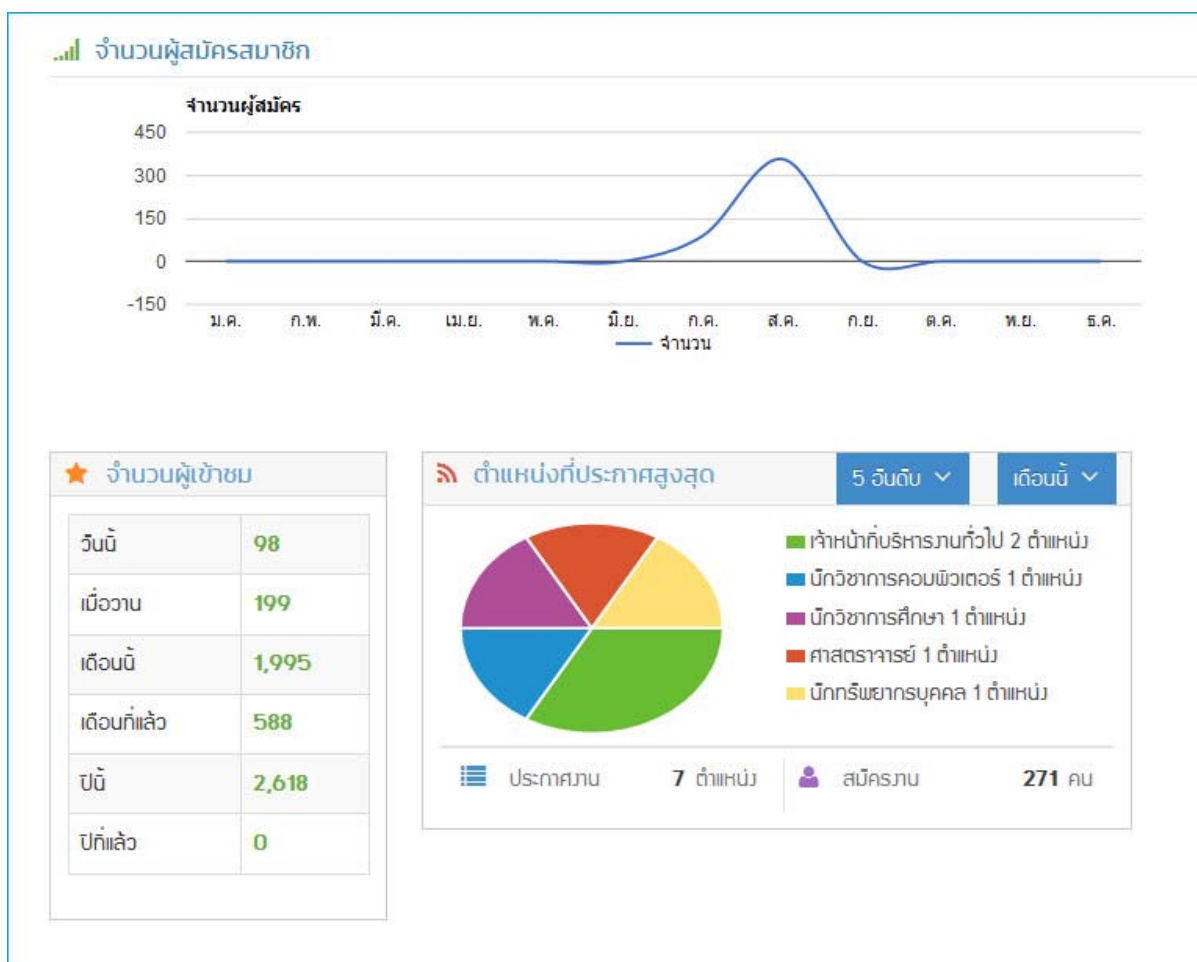 จำนวนผู้สมัครสมาชิก
จำนวนผู้สมัคร
450
300
150
0
-150
ม.ค. ก.พ. มี.ค. เม.ย. พ.ค. มิ.ย. ก.ค. ส.ค. ก.ย. ต.ค. พ.ย. ธ.ค.
จำนวน
จำนวนผู้เข้าชม
วันนี้ 98
เมื่อวาน 199
เดือนนี้ 1,995
เดือนที่แล้ว 588
ปีนี้ 2,618
ปีที่แล้ว 0
ตำแหน่งที่ประกาศสูงสุด
5 อันดับ
เดือนนี้
เจ้าหน้าที่บริหารงานทั่วไป 2 ตำแหน่ง
นักวิชาการคอมพิวเตอร์ 1 ตำแหน่ง
นักวิชาการศึกษา 1 ตำแหน่ง
ศาสตราจารย์ 1 ตำแหน่ง
นักทรัพยากรบุคคล 1 ตำแหน่ง
ประกาศงาน 7 ตำแหน่ง
สมัครงาน 271 คน